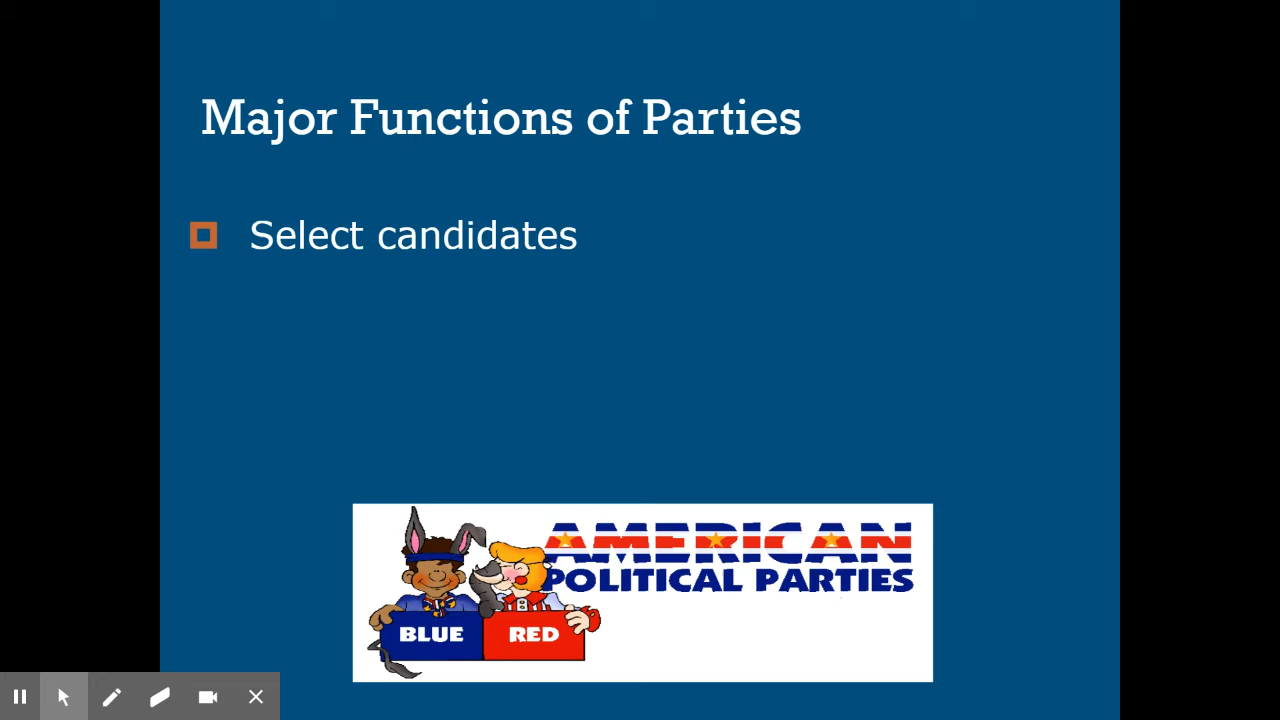 Major Functions of Parties
Select candidates
AMERICAN
POLITICAL PARTIES
BLUE RED